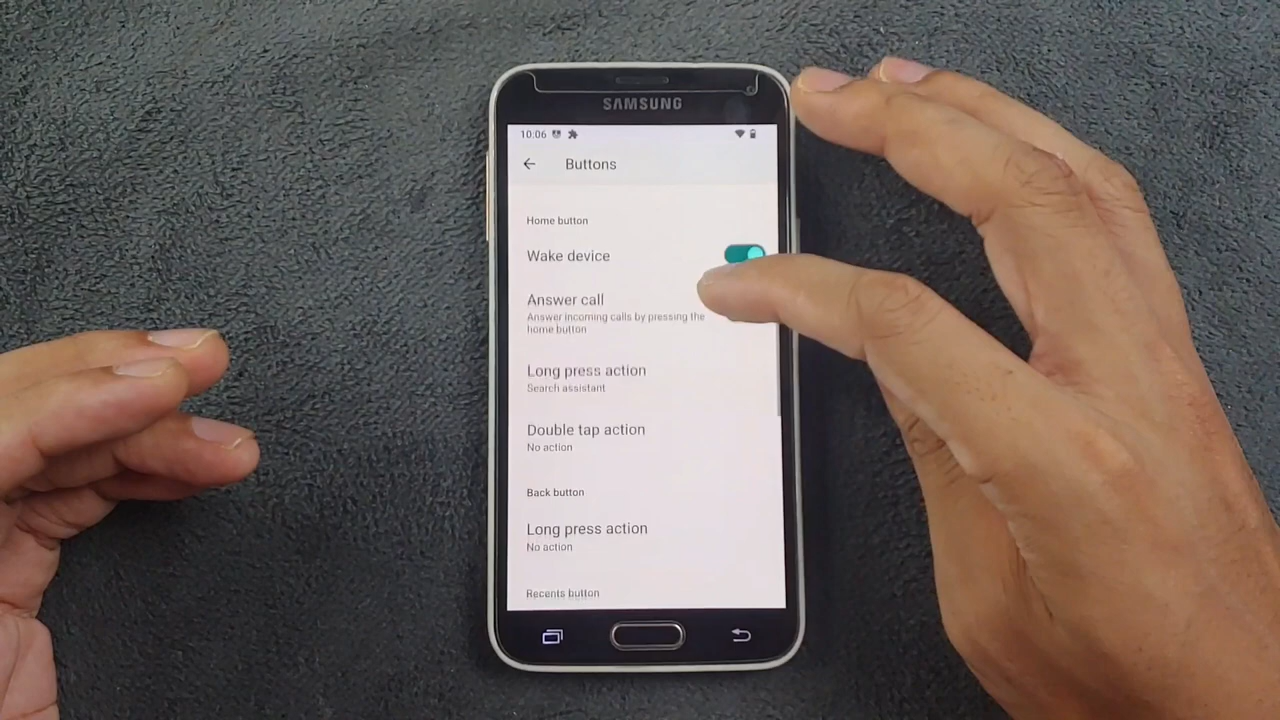 SAMSUNG
10:06
Buttons
Home button
Wake device
Answer call
Answer incoming calls by pressing the
home button
Long press action
Search assistant
Double tap action
No action
Back button
Long press action
No action
Recents button